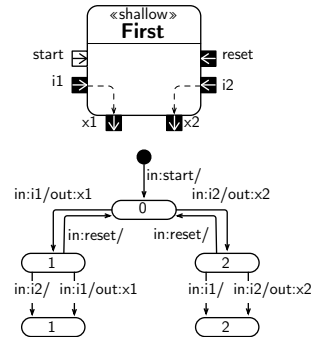 «shallow»
First
start
reset
i1
i2
x1
x2
in:start/
in:i1/out:x1
in:i2/out:x2
0
in:reset/
in:reset/
1
2
in:i2/
in:i1/out:x1
in:i1/
in:i2/out:x2
1
2